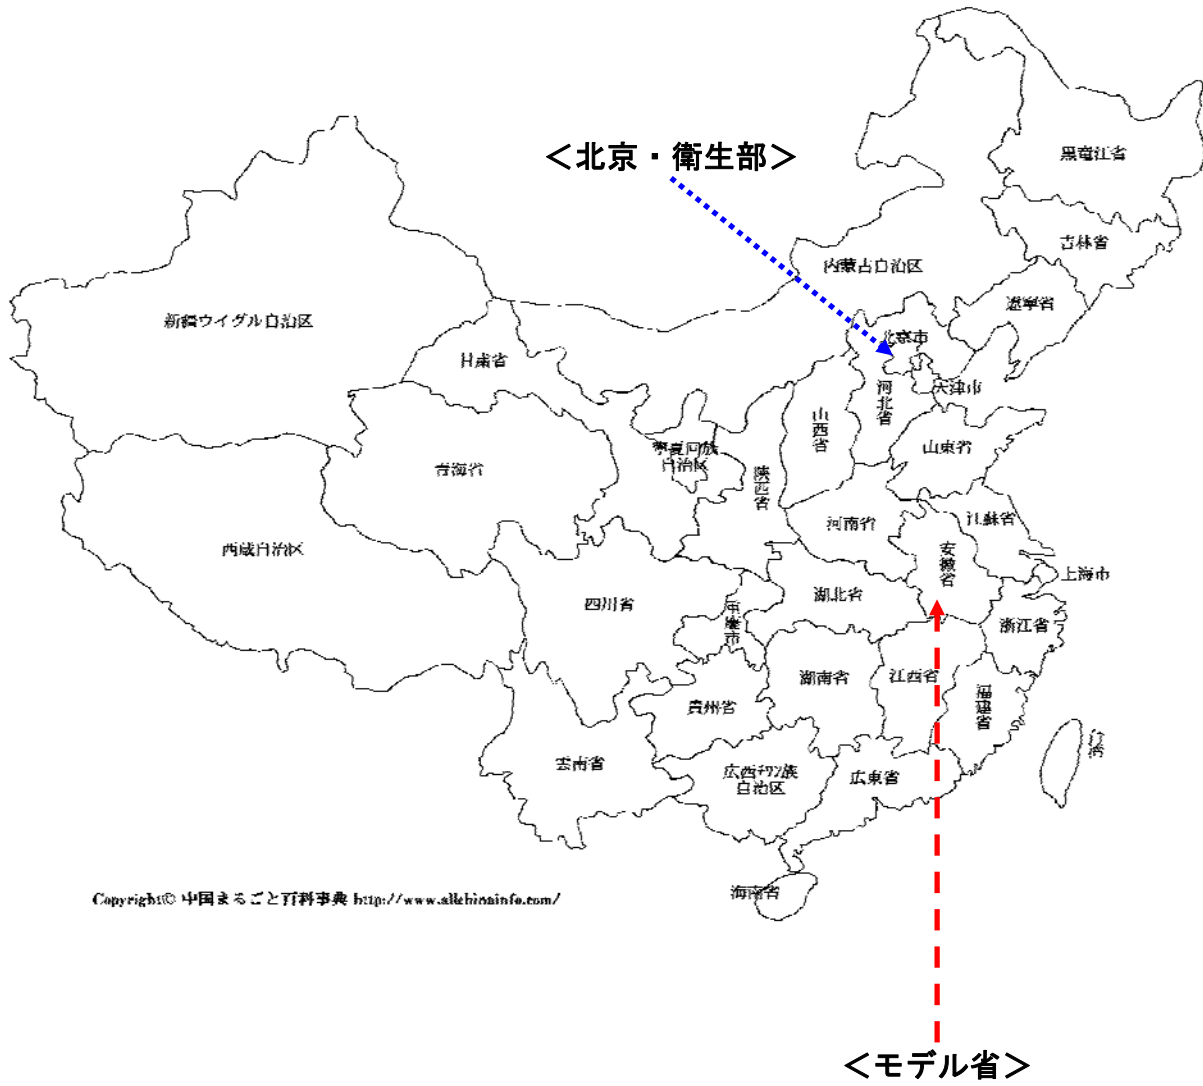 ＜北京・衛生部＞
黒竜江省
吉林省
内蒙古自治区
遼寧省
新疆ウイグル自治区
北京市
甘粛省
天津市
河北省
山西省
山東省
寧夏回族
自治区
青海省
陝西省
河南省
江蘇省
西蔵自治区
安徽省
上海市
四川省
湖北省
重慶市
浙江省
湖南省
江西省
貴州省
福建省
台湾
雲南省
広西チワン族
自治区
広東省
海南省
Copyright© 中国まるごと百科事典 http://www.allchinainfo.com/
＜モデル省＞